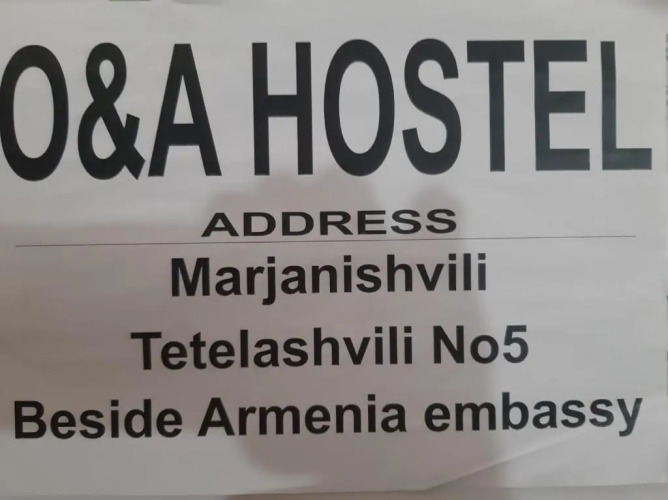 O&A HOSTEL
ADDRESS
Marjanishvili
Tetelashvili No5
Beside Armenia embassy